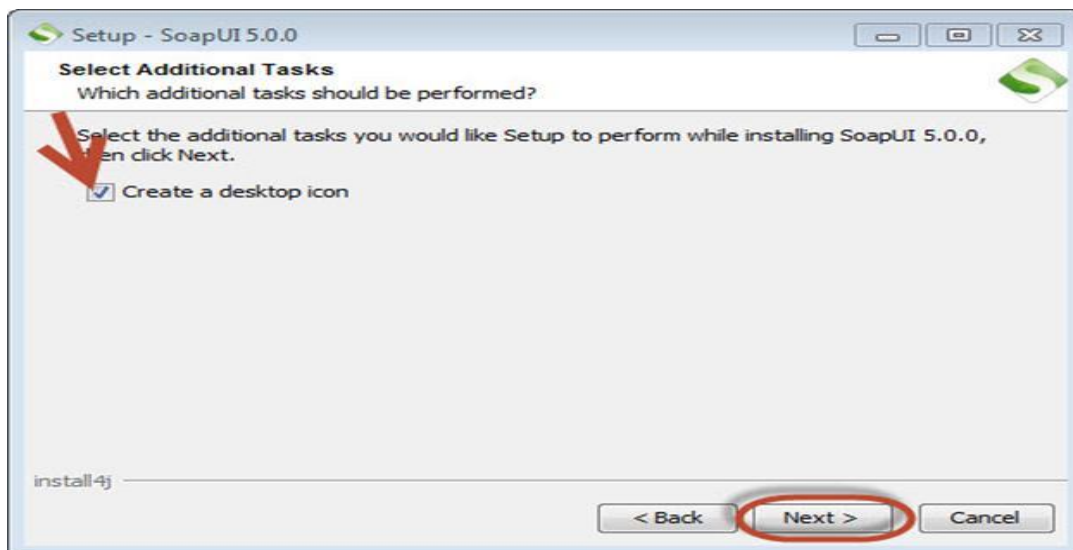 Setup - SoapUI 5.0.0
Select Additional Tasks
Which additional tasks should be performed?
Select the additional tasks you would like Setup to perform while installing SoapUI 5.0.0,
then click Next.
Create a desktop icon
install4j
< Back
Next >
Cancel